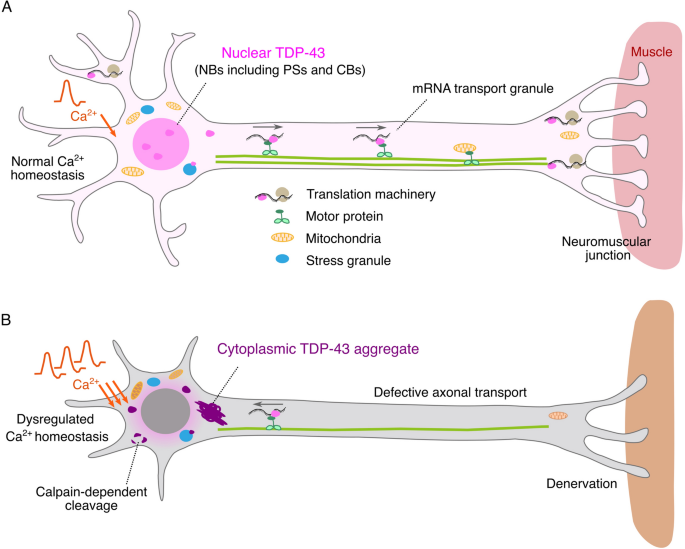 A
Nuclear TDP-43
(NBs including PSs and CBs)
Muscle
mRNA transport granule
Ca²⁺
Normal Ca²⁺
homeostasis
Translation machinery
Motor protein
Mitochondria
Stress granule
Neuromuscular
junction
B
Cytoplasmic TDP-43 aggregate
Ca²⁺
Defective axonal transport
Dysregulated
Ca²⁺ homeostasis
Calpain-dependent
cleavage
Denervation